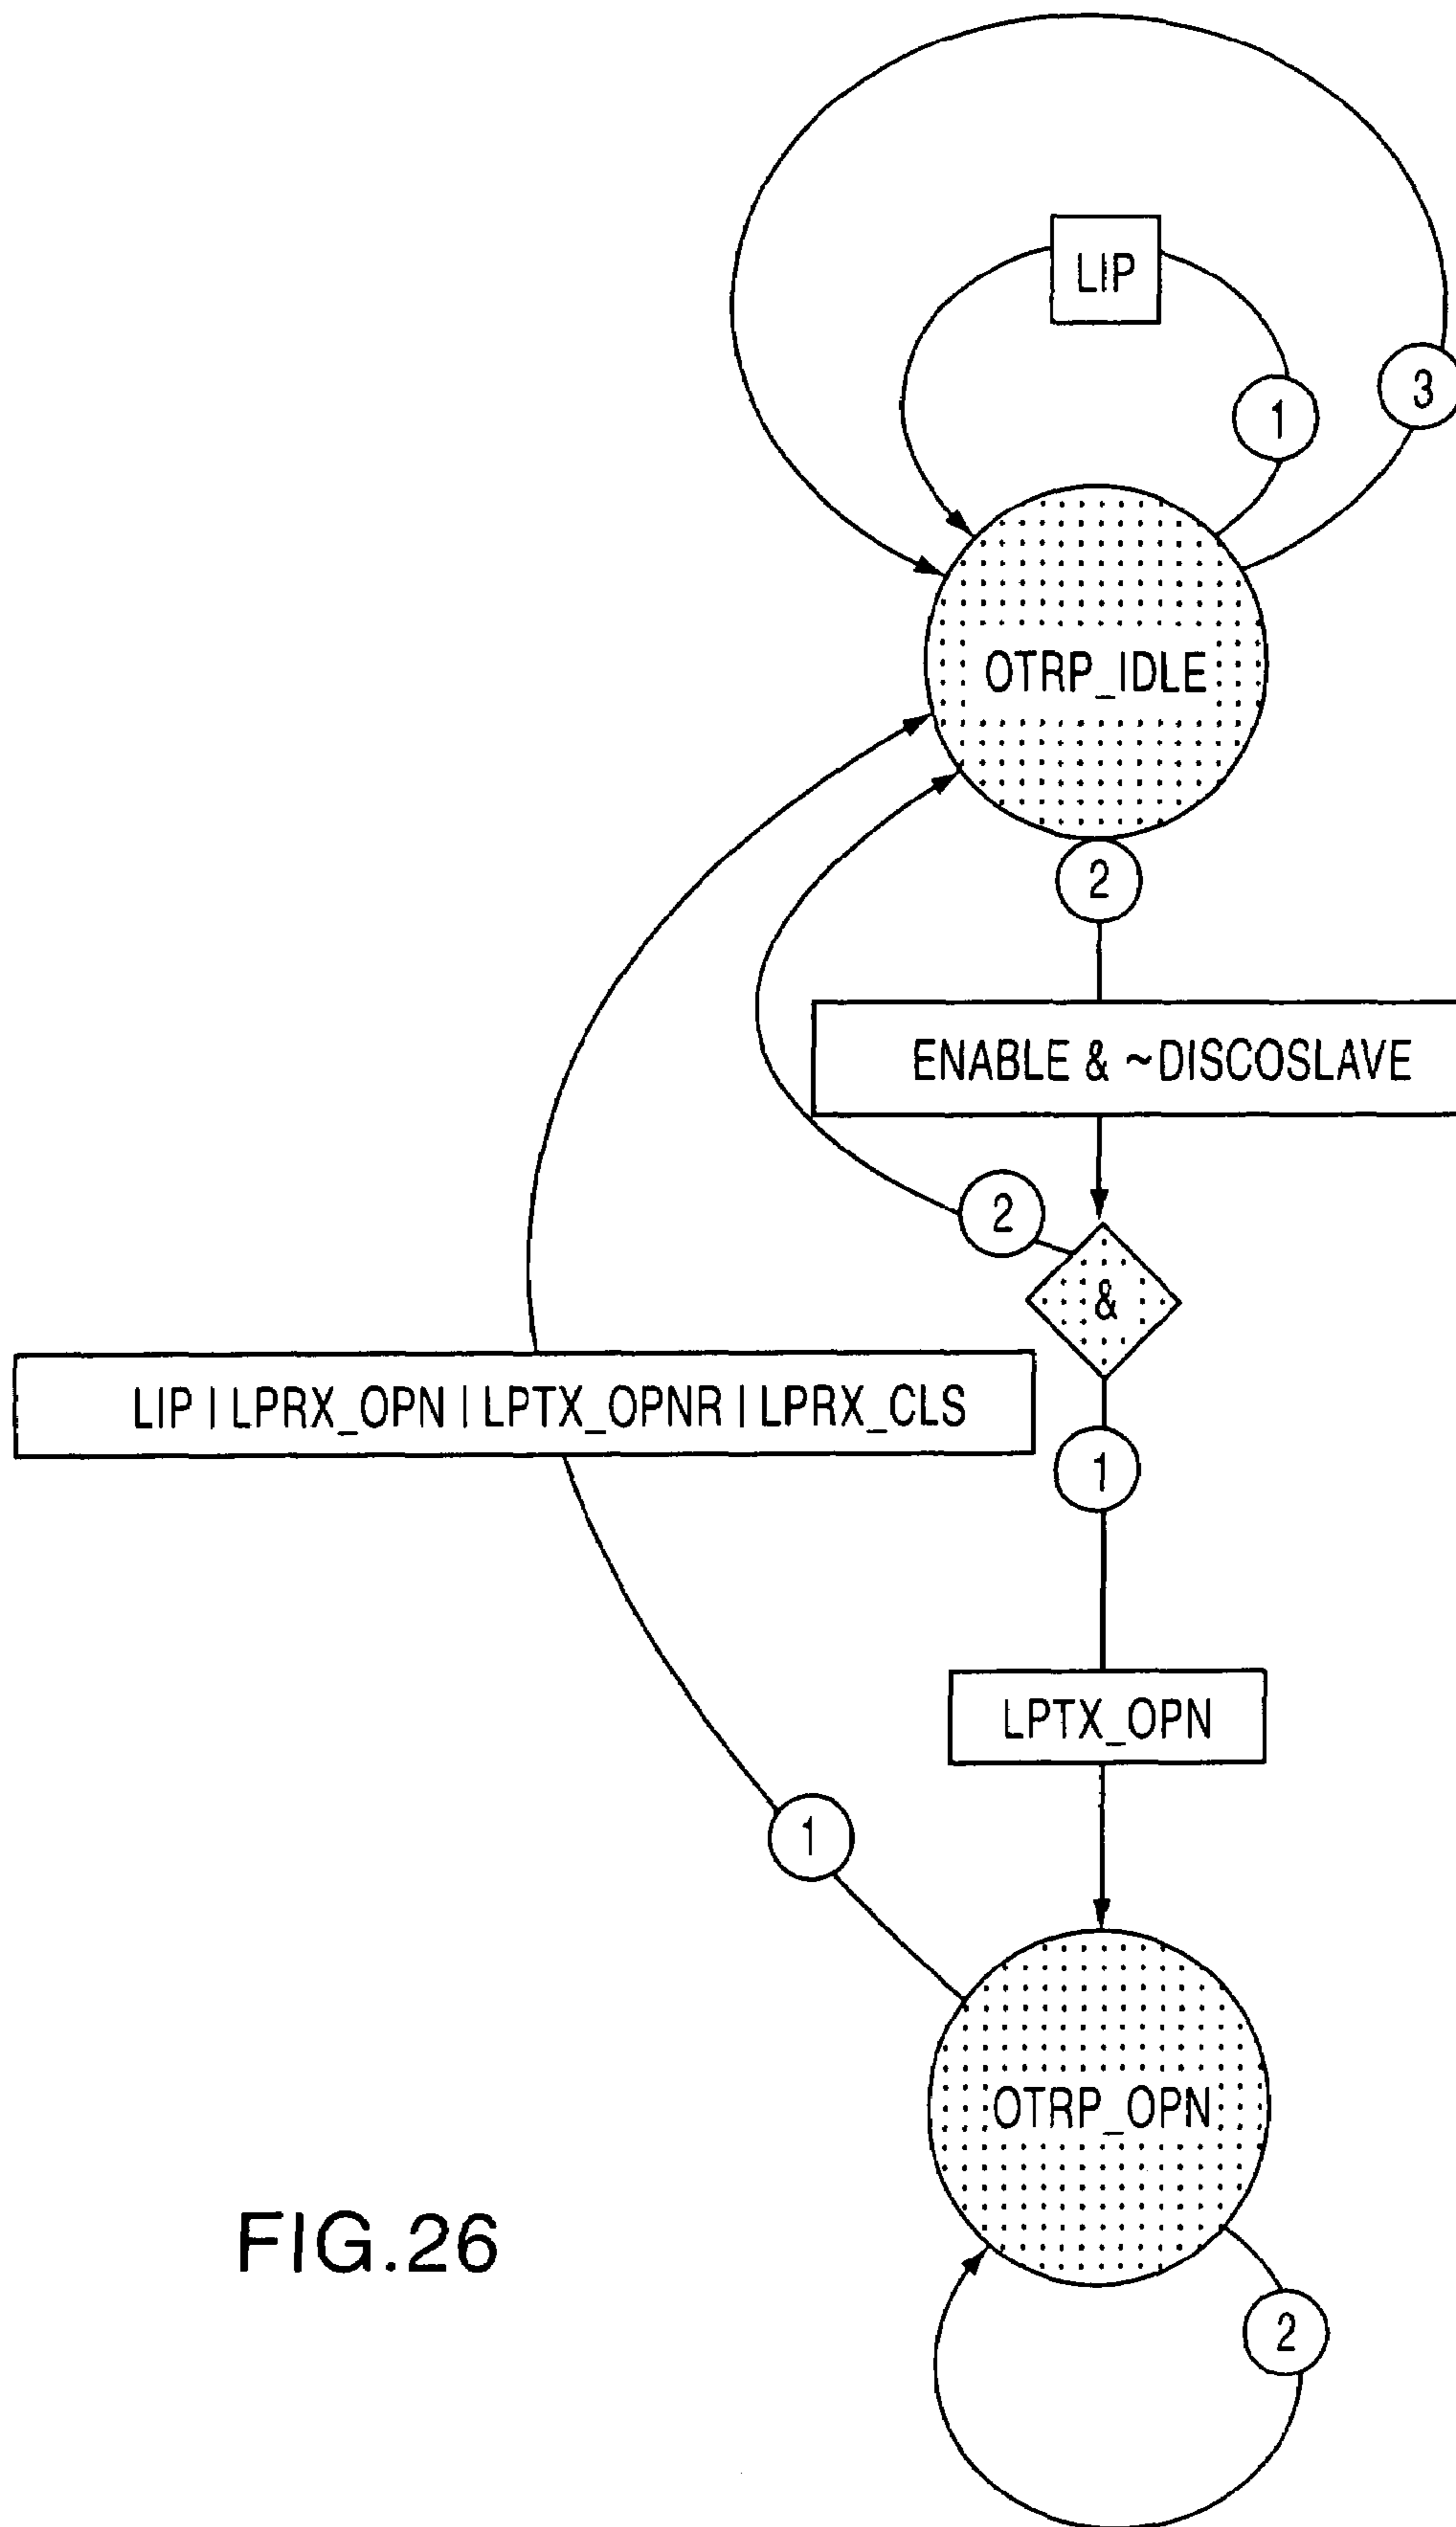 LIP
3
1
OTRP_IDLE
2
ENABLE & ~DISCOSLAVE
2
&
LIP | LPRX_OPN | LPTX_OPNR | LPRX_CLS
1
LPTX_OPN
1
OTRP_OPN
FIG.26
2